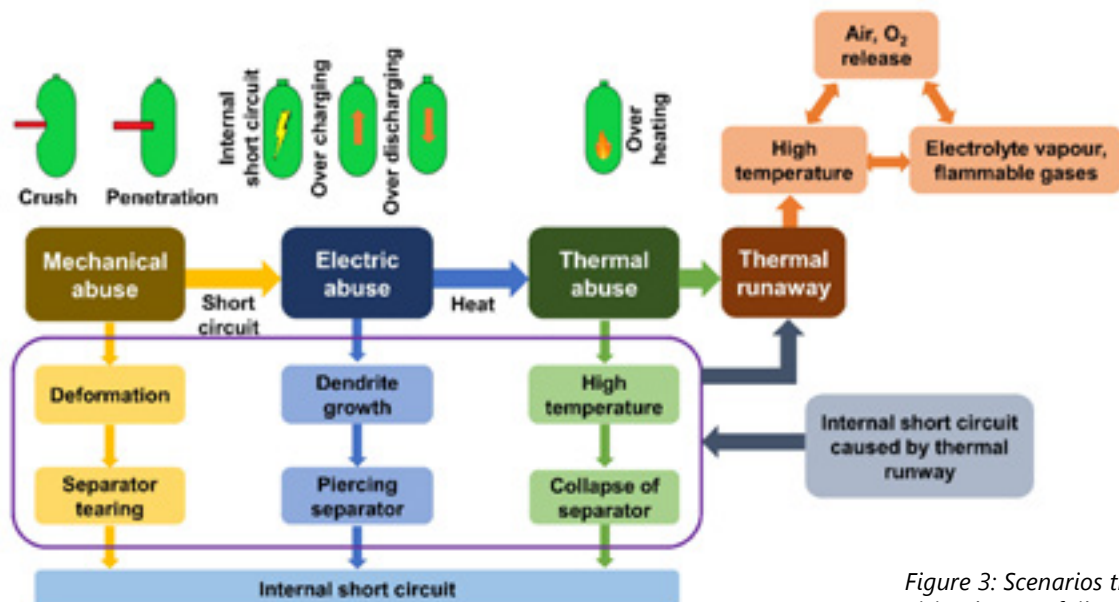 Air, O2
release
Internal
short circuit
Over charging
Over discharging
Over
heating
High
temperature
Electrolyte vapour,
flammable gases
Crush
Penetration
Mechanical
abuse
Short
circuit
Electric
abuse
Heat
Thermal
abuse
Thermal
runaway
Deformation
Dendrite
growth
High
temperature
Internal short circuit
caused by thermal
runway
Separator
tearing
Piercing
separator
Collapse of
separator
Internal short circuit
Figure 3: Scenarios